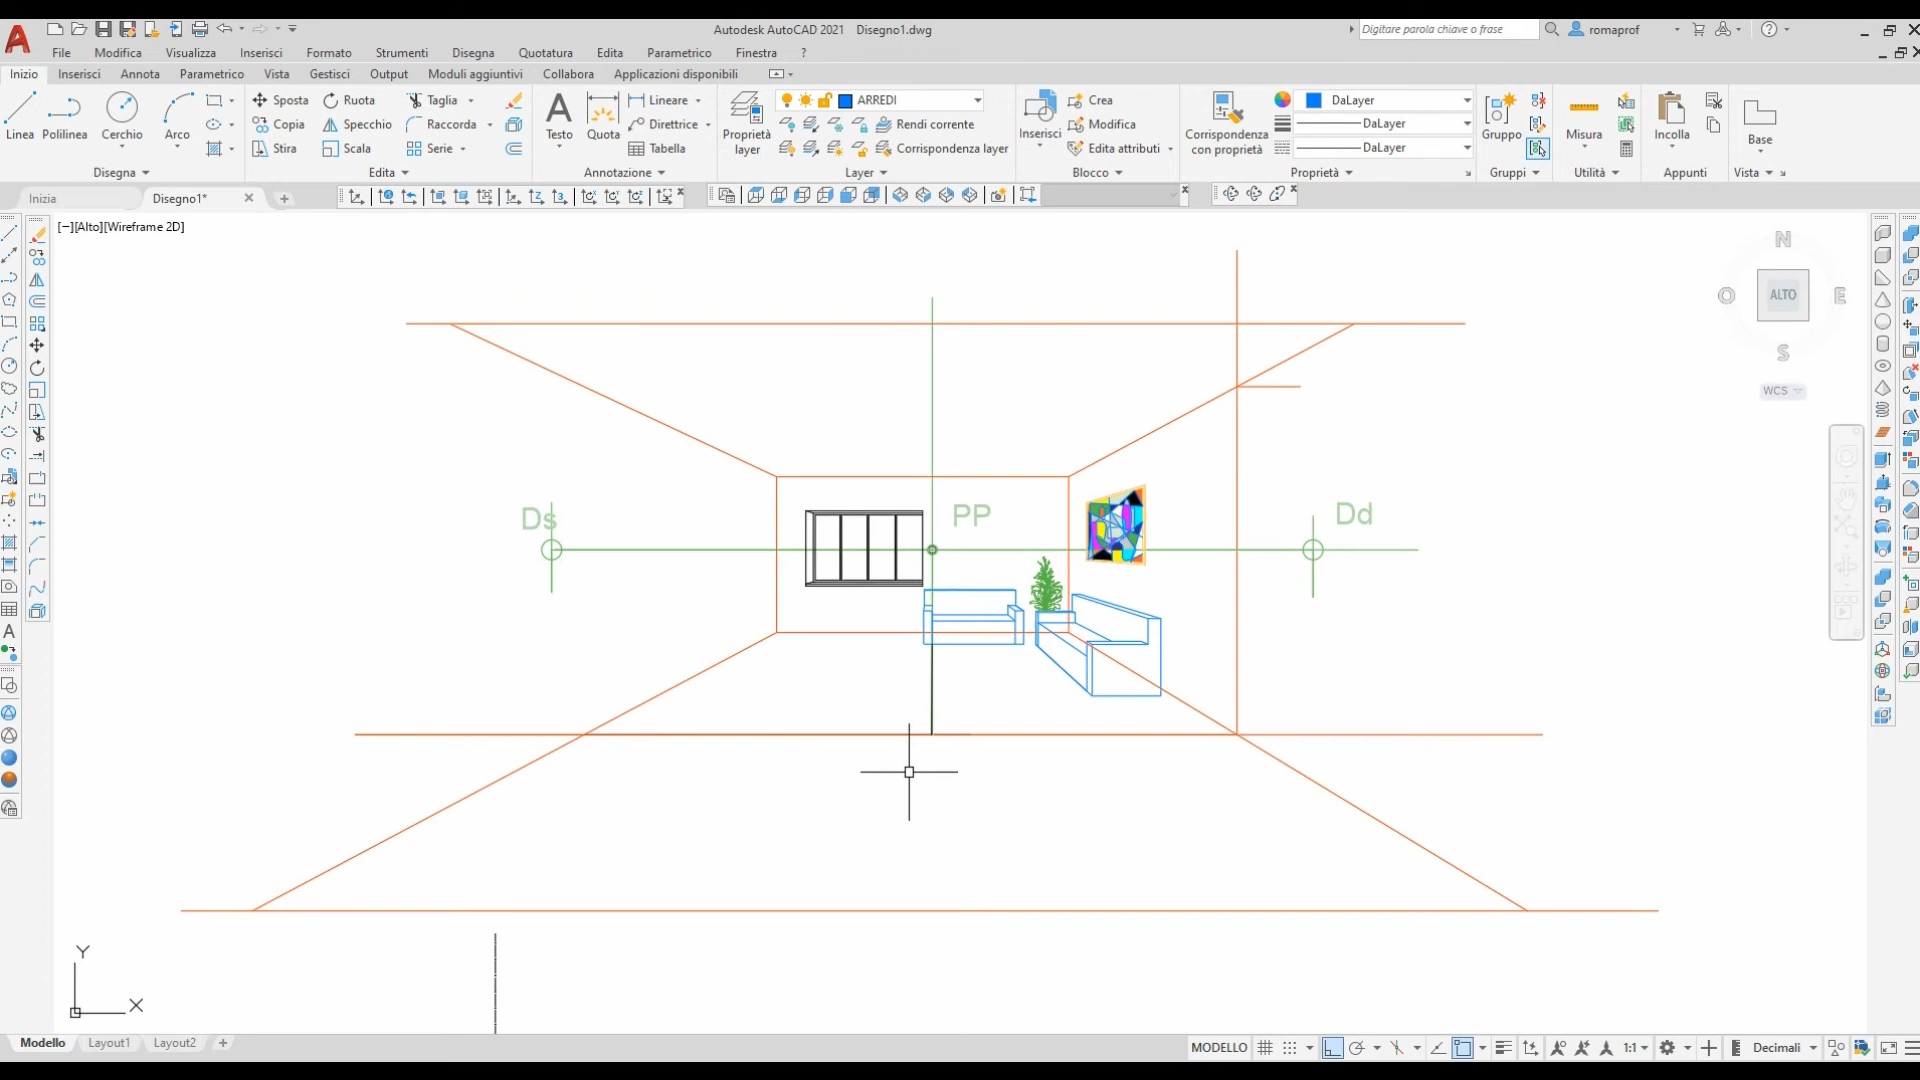 Autodesk AutoCAD 2021 Disegno1.dwg
Digitare parola chiave o frase
romaprof
File Modifica Visualizza Inserisci Formato Strumenti Disegna Quotatura Edita Parametrico Finestra ?
Inizio Inserisci Annota Parametrico Vista Gestisci Output Moduli aggiuntivi Collabora Applicazioni disponibili
Linea Polilinea Cerchio Arco
Sposta Ruota Taglia
Copia Specchio Raccorda
Stira Scala Serie
Testo Quota
Lineare
Direttrice
Tabella
Proprietà layer
ARREDI
Rendi corrente
Corrispondenza layer
Inserisci
Crea
Modifica
Edita attributi
Corrispondenza con proprietà
DaLayer
DaLayer
DaLayer
Gruppo
Misura
Incolla
Base
Disegna Edita Annotazione Layer Blocco Proprietà Gruppi Utilità Appunti Vista
Inizia Disegno1*
[−][Alto][Wireframe 2D]
N
O ALTO E
S
WCS
Ds PP Dd
Y
X
Modello Layout1 Layout2
MODELLO 1:1 Decimali